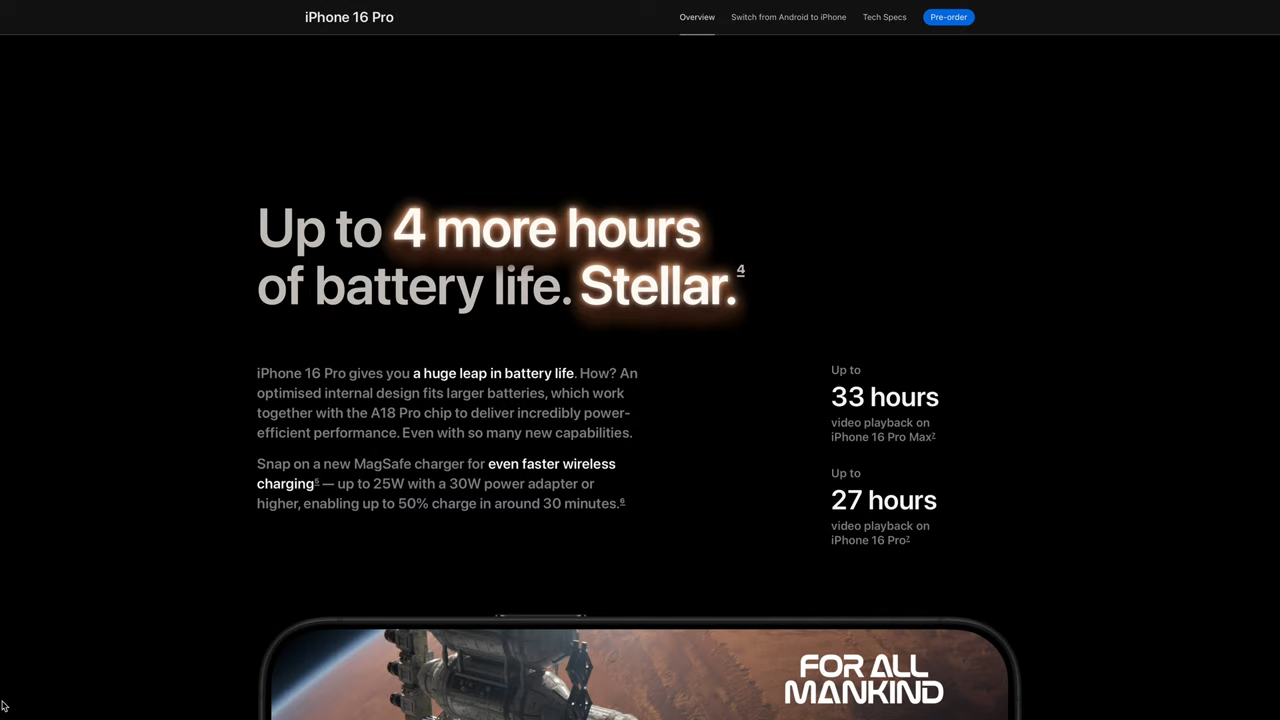 iPhone 16 Pro
Overview
Switch from Android to iPhone
Tech Specs
Pre-order
Up to 4 more hours
of battery life. Stellar.4
iPhone 16 Pro gives you a huge leap in battery life. How? An
optimised internal design fits larger batteries, which work
together with the A18 Pro chip to deliver incredibly power-
efficient performance. Even with so many new capabilities.
Snap on a new MagSafe charger for even faster wireless
charging5 — up to 25W with a 30W power adapter or
higher, enabling up to 50% charge in around 30 minutes.6
Up to
33 hours
video playback on
iPhone 16 Pro Max7
Up to
27 hours
video playback on
iPhone 16 Pro7
FOR ALL
MANKIND